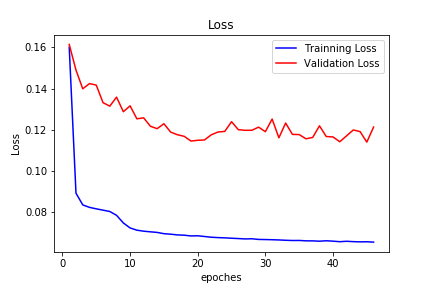 Loss
0.16
0.14
0.12
0.10
0.08
Loss
Trainning Loss
Validation Loss
0 10 20 30 40
epoches